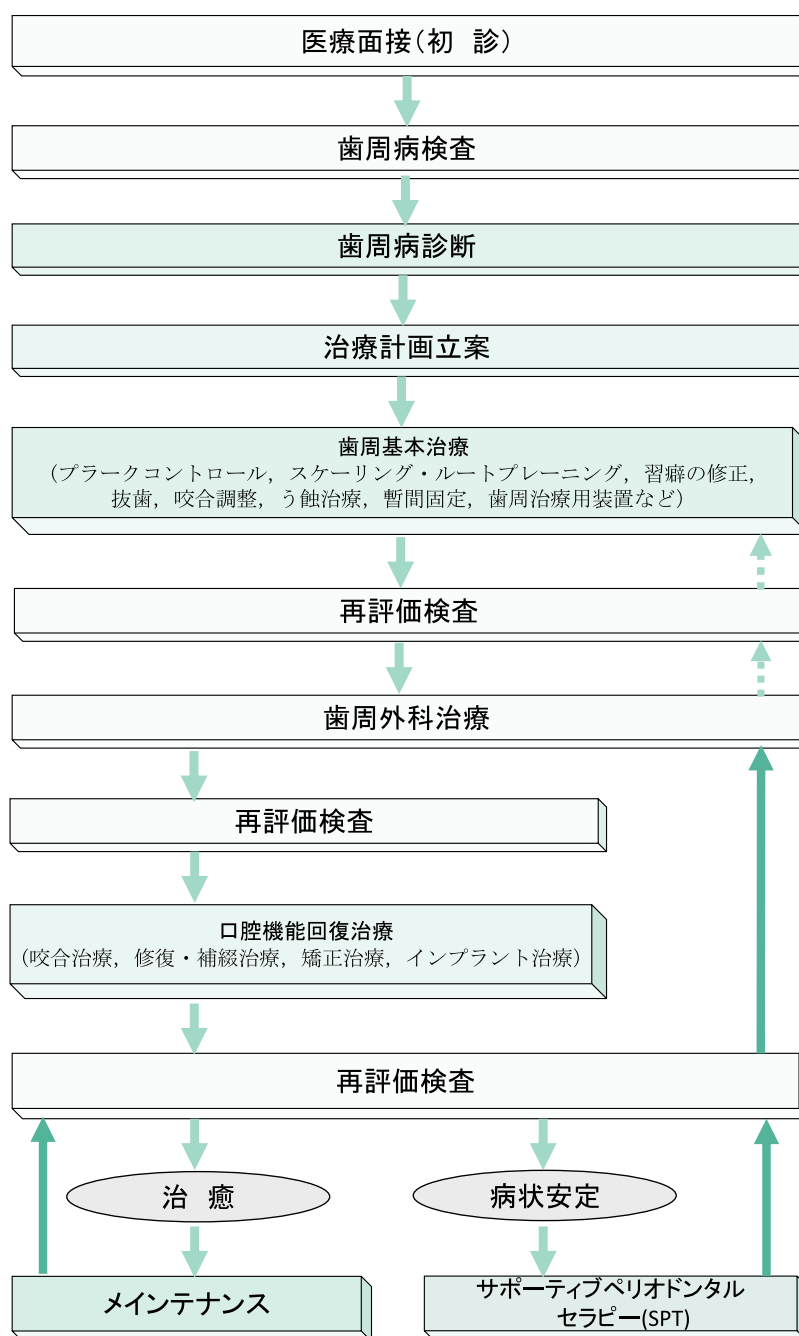 医療面接（初　診）
歯周病検査
歯周病診断
治療計画立案
歯周基本治療
（プラークコントロール，スケーリング・ルートプレーニング，習癖の修正，
抜歯，咬合調整，う蝕治療，暫間固定，歯周治療用装置など）
再評価検査
歯周外科治療
再評価検査
口腔機能回復治療
（咬合治療，修復・補綴治療，矯正治療，インプラント治療）
再評価検査
治　癒
病状安定
メインテナンス
サポーティブペリオドンタル
セラピー(SPT)